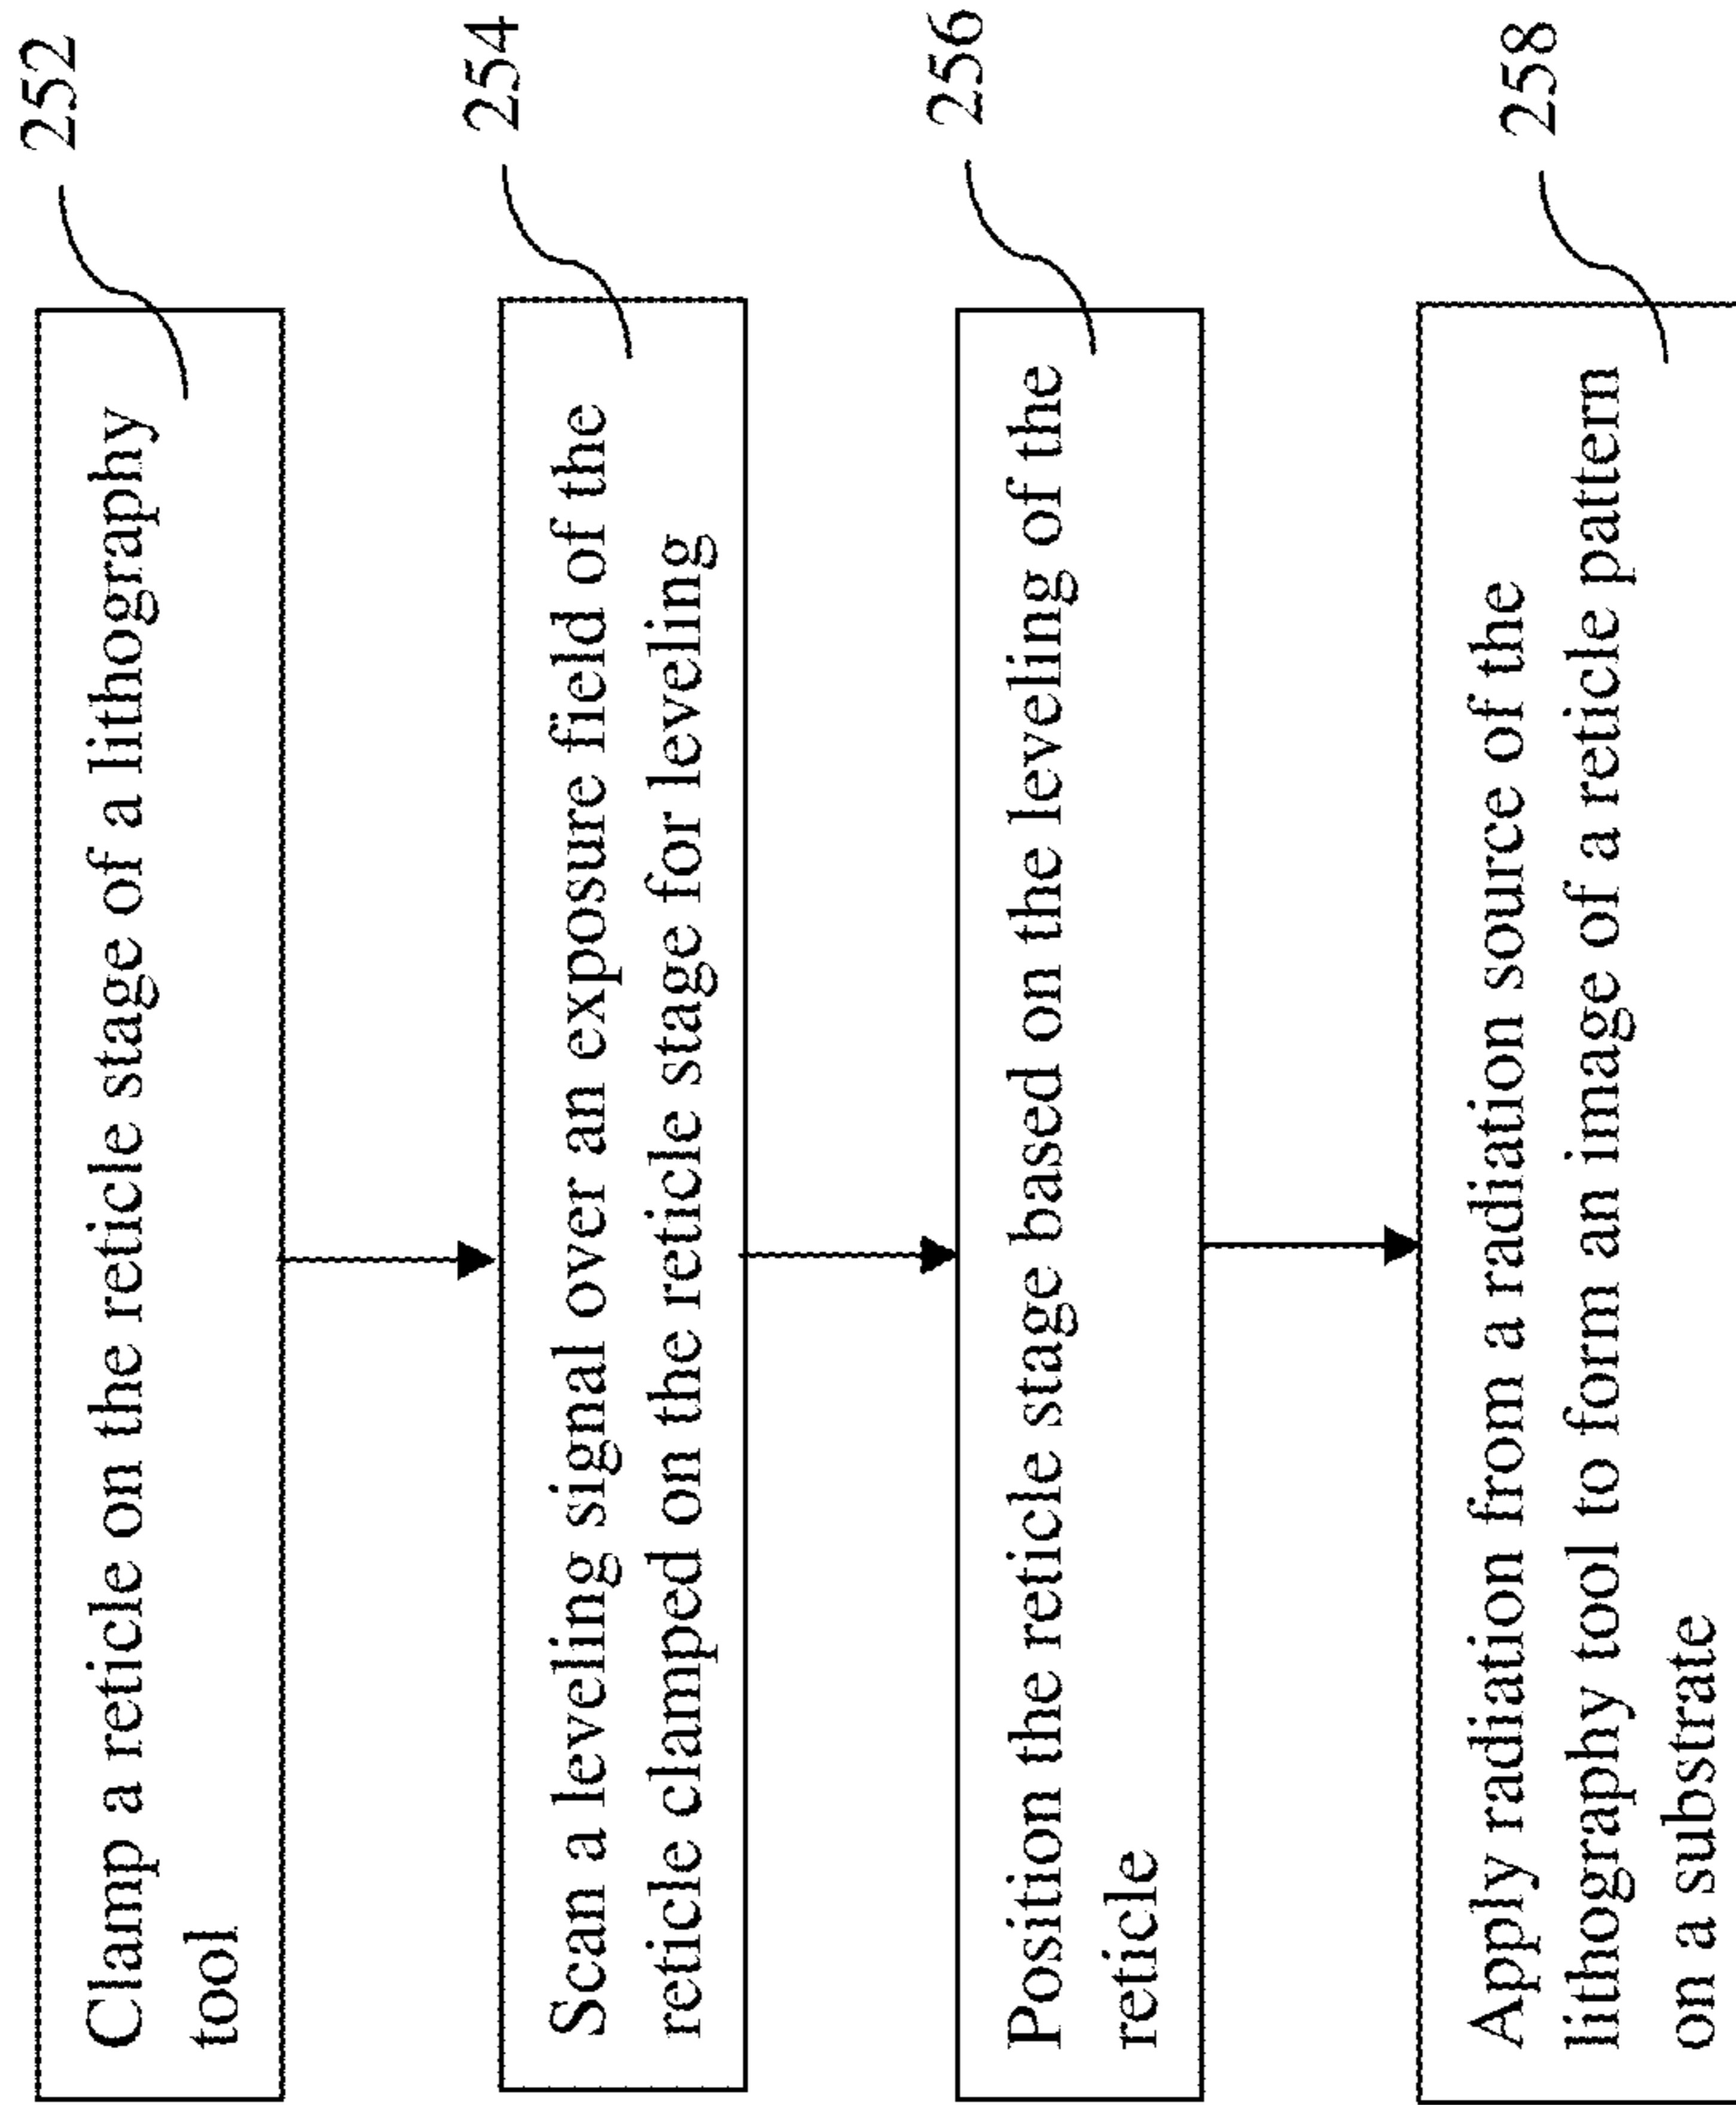 252
Clamp a reticle on the reticle stage of a lithography
tool
254
Scan a leveling signal over an exposure field of the
reticle clamped on the reticle stage for leveling
256
Position the reticle stage based on the leveling of the
reticle
258
Apply radiation from a radiation source of the
lithography tool to form an image of a reticle pattern
on a substrate